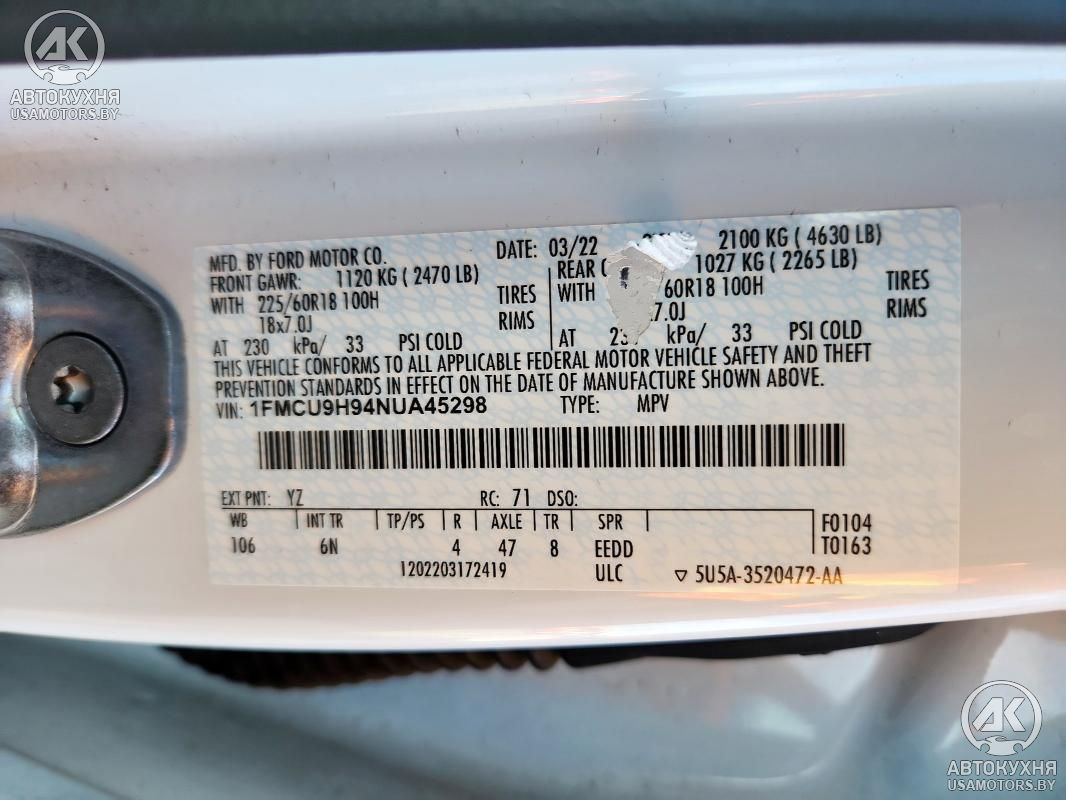 AK
АВТОКУХНЯ
USAMOTORS.BY
MFD. BY FORD MOTOR CO. DATE: 03/22 2100 KG ( 4630 LB)
FRONT GAWR: 1120 KG ( 2470 LB) REAR 1027 KG ( 2265 LB)
WITH 225/60R18 100H TIRES WITH /60R18 100H TIRES
18x7.0J RIMS 7.0J RIMS
AT 230 kPa/ 33 PSI COLD AT kPa/ 33 PSI COLD
THIS VEHICLE CONFORMS TO ALL APPLICABLE FEDERAL MOTOR VEHICLE SAFETY AND THEFT
PREVENTION STANDARDS IN EFFECT ON THE DATE OF MANUFACTURE SHOWN ABOVE.
VIN: 1FMCU9H94NUA45298 TYPE: MPV
EXT PNT: YZ RC: 71 DSO:
WB INT TR TP/PS R AXLE TR SPR F0104
106 6N 4 47 8 EEDD T0163
1202203172419 ULC ▽ 5U5A-3520472-AA
AK
АВТОКУХНЯ
USAMOTORS.BY